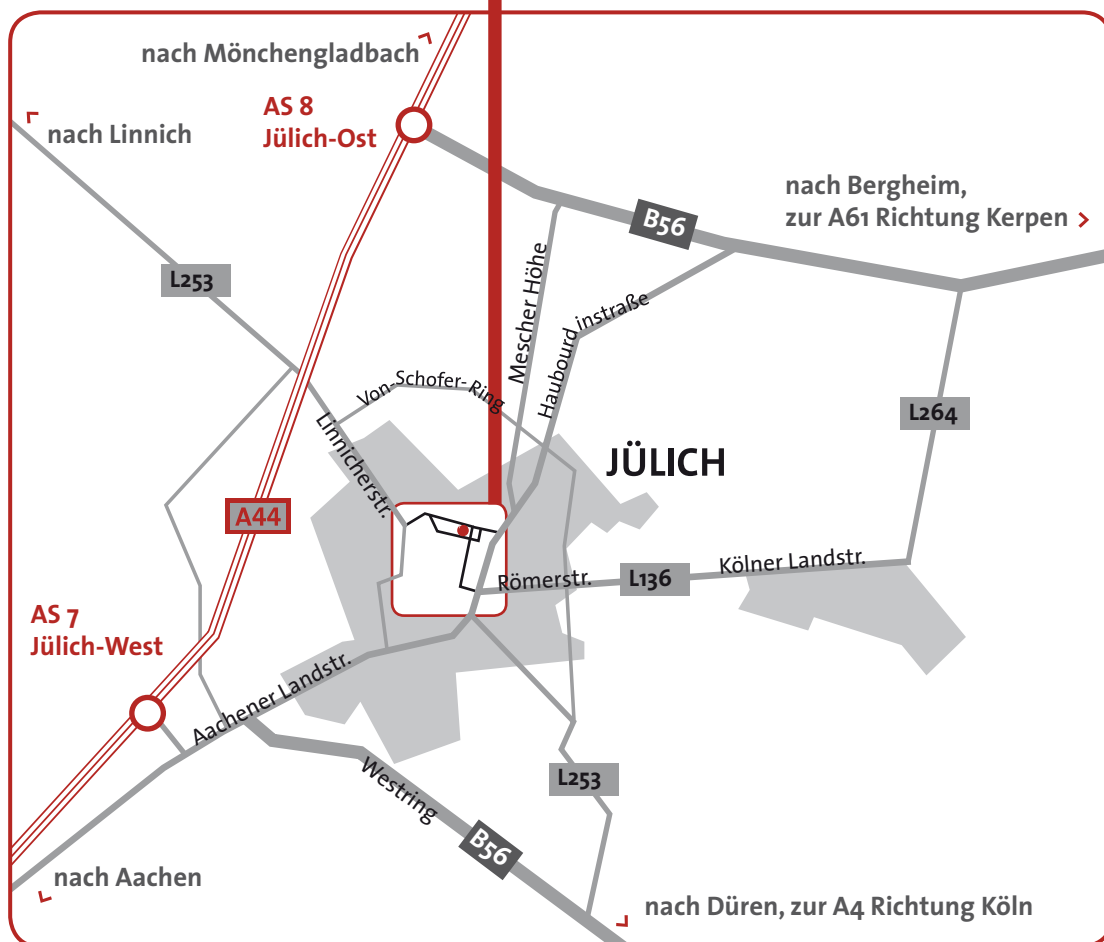 nach Mönchengladbach
AS 8
Jülich-Ost
nach Linnich
nach Bergheim,
zur A61 Richtung Kerpen
B56
L253
Mescher Höhe
Haubourdinstraße
Von-Schofer-Ring
L264
Linnicherstr.
JÜLICH
A44
Römerstr.
L136
Kölner Landstr.
AS 7
Jülich-West
Aachener Landstr.
Westring
L253
B56
nach Aachen
nach Düren, zur A4 Richtung Köln